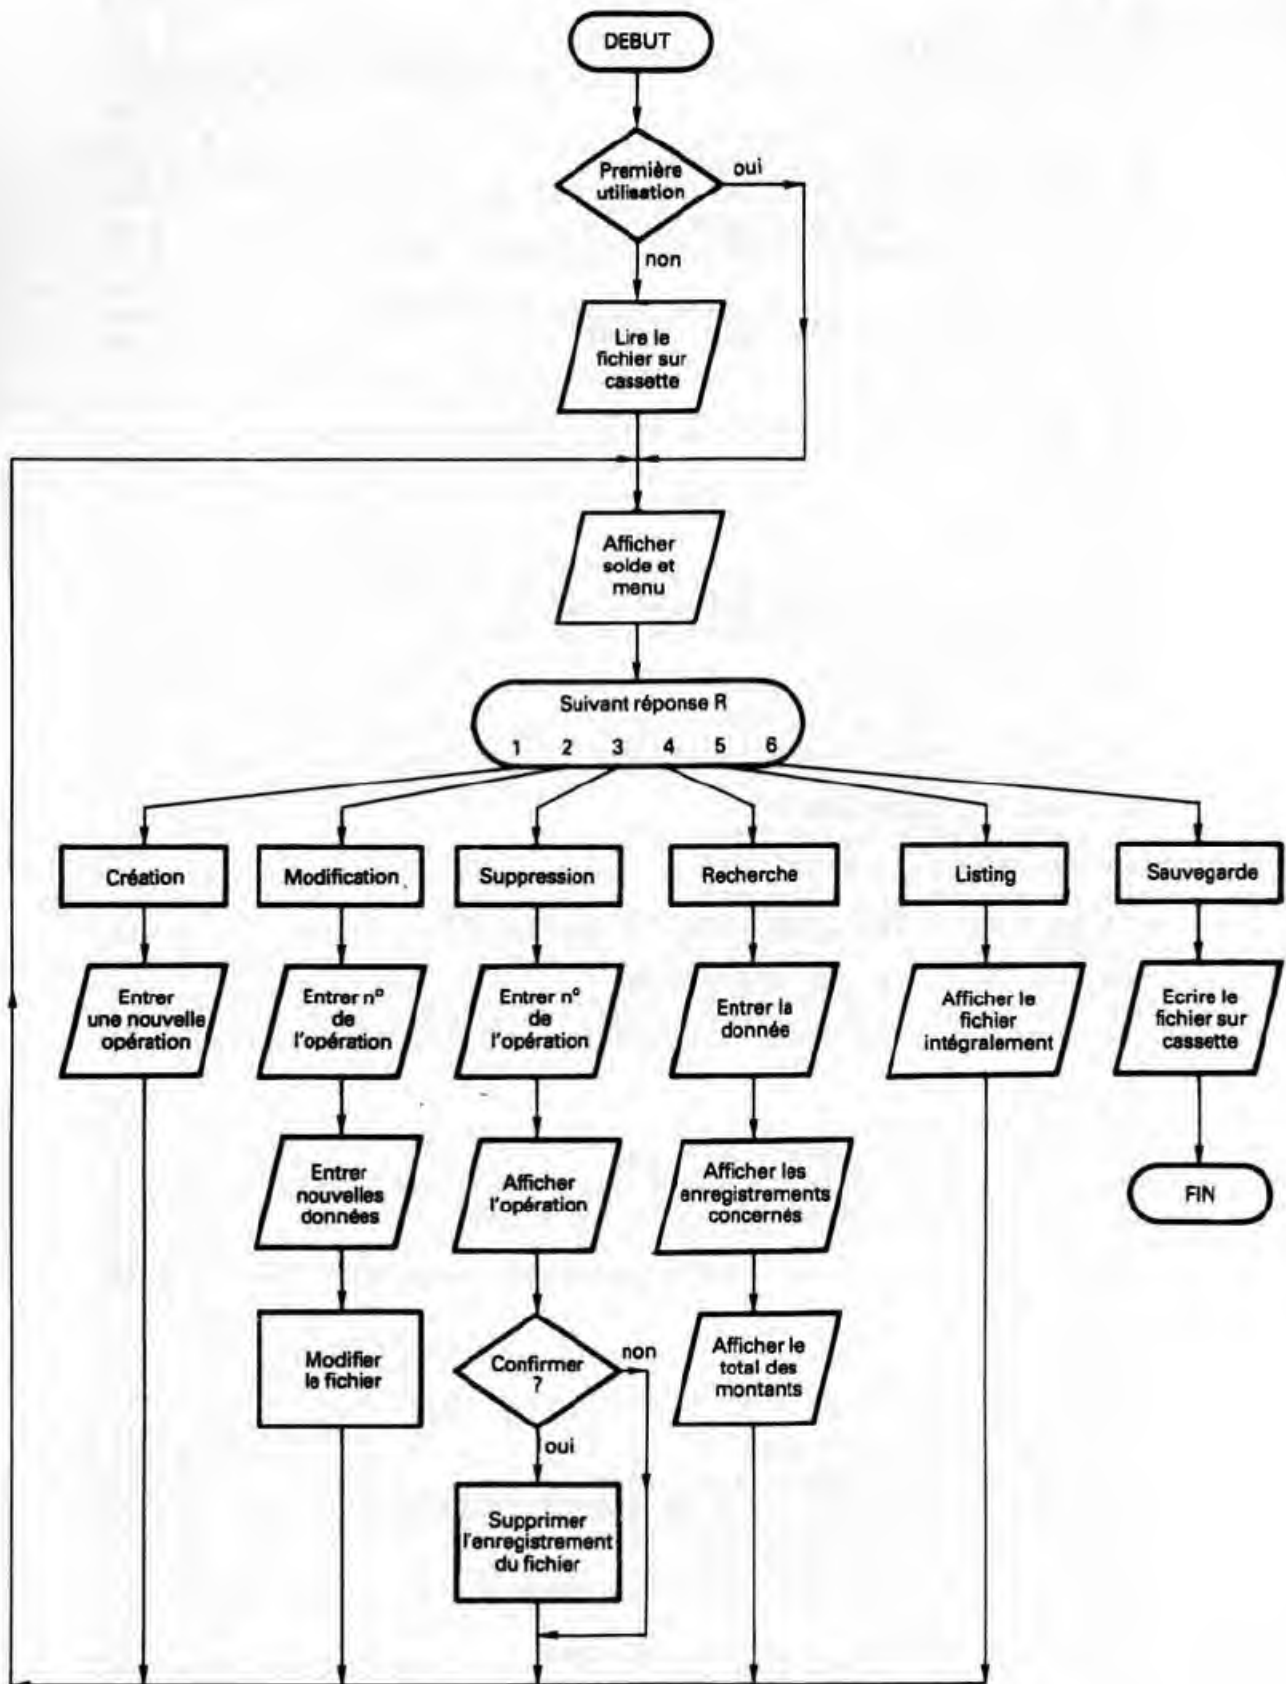 DEBUT
Première
utilisation
oui
non
Lire le
fichier sur
cassette
Afficher
solde et
menu
Suivant réponse R
1 2 3 4 5 6
Création
Modification
Suppression
Recherche
Listing
Sauvegarde
Entrer
une nouvelle
opération
Entrer nº
de
l'opération
Entrer nº
de
l'opération
Entrer la
donnée
Afficher le
fichier
intégralement
Ecrire le
fichier sur
cassette
Entrer
nouvelles
données
Afficher
l'opération
Afficher les
enregistrements
concernés
FIN
Modifier
le fichier
Confirmer
?
non
oui
Afficher le
total des
montants
Supprimer
l'enregistrement
du fichier